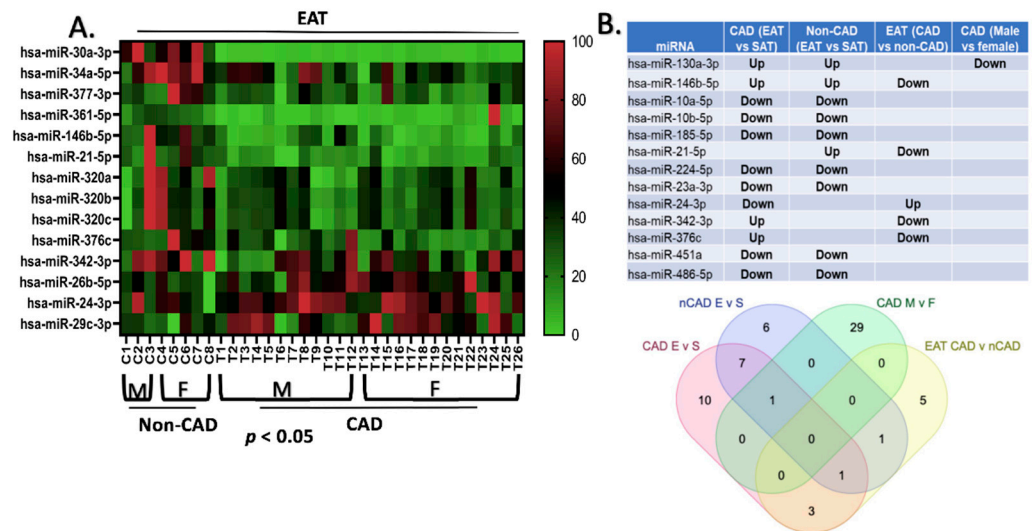 A.
EAT
hsa-miR-30a-3p
hsa-miR-34a-5p
hsa-miR-377-3p
hsa-miR-361-5p
hsa-miR-146b-5p
hsa-miR-21-5p
hsa-miR-320a
hsa-miR-320b
hsa-miR-320c
hsa-miR-376c
hsa-miR-342-3p
hsa-miR-26b-5p
hsa-miR-24-3p
hsa-miR-29c-3p
100
80
60
40
20
0
C1 C2 C3 C4 C5 C6 C7 C8 T1 T2 T3 T4 T5 T6 T7 T8 T9 T10 T11 T12 T13 T14 T15 T16 T17 T18 T19 T20 T21 T22 T23 T24 T25 T26
M F M F
Non-CAD CAD
p < 0.05
B.
miRNA CAD (EAT vs SAT) Non-CAD (EAT vs SAT) EAT (CAD vs non-CAD) CAD (Male vs female)
hsa-miR-130a-3p Up Up Down
hsa-miR-146b-5p Up Up Down
hsa-miR-10a-5p Down Down
hsa-miR-10b-5p Down Down
hsa-miR-185-5p Down Down
hsa-miR-21-5p Up Down
hsa-miR-224-5p Down Down
hsa-miR-23a-3p Down Down
hsa-miR-24-3p Down Up
hsa-miR-342-3p Up Down
hsa-miR-376c Up Down
hsa-miR-451a Down Down
hsa-miR-486-5p Down Down
nCAD E v S CAD M v F
CAD E v S EAT CAD v nCAD
6 29
7 0 0
10 1 0 5
0 0 1
0 1
3